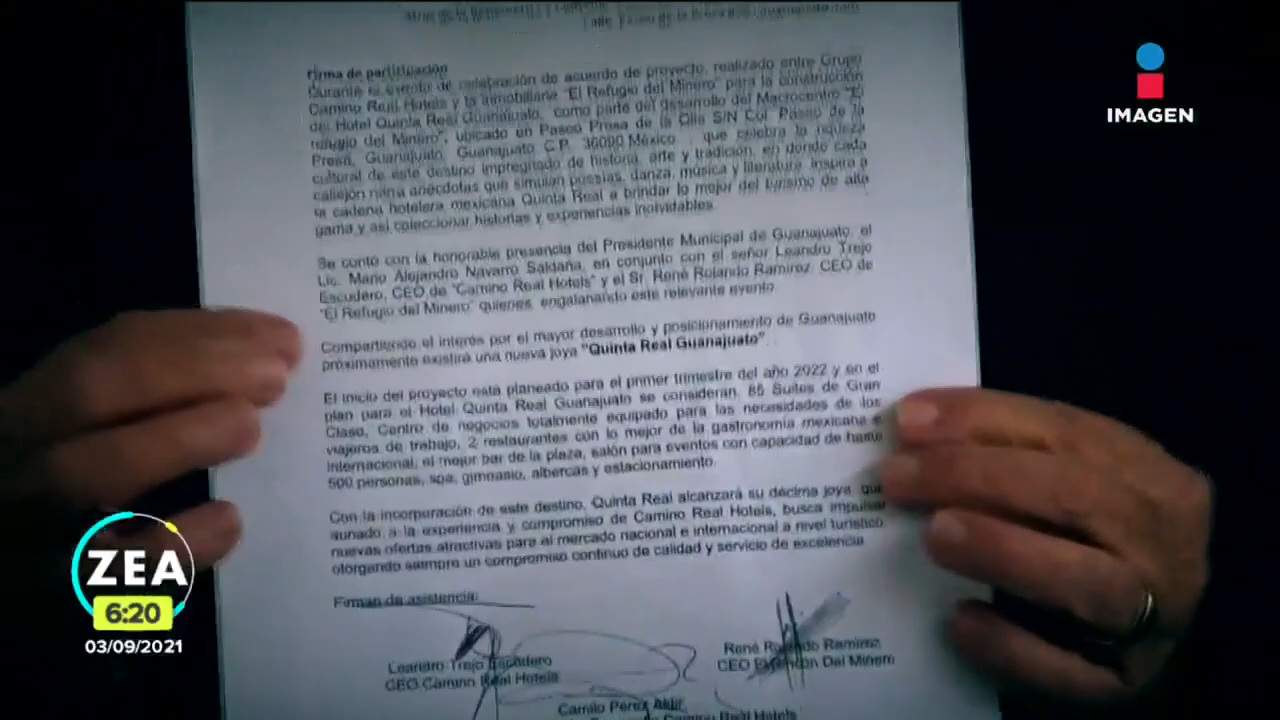 Firma de participación
Durante el evento de celebración de acuerdo de proyecto, realizado entre Grupo
Camino Real Hotels y la inmobiliaria "El Refugio del Minero" para la construcción
del Hotel Quinta Real Guanajuato, como parte del desarrollo del Macrocentro "El
refugio del Minero", ubicado en Paseo Presa de la Olla S/N Col. Paseo de la
Presa, Guanajuato, Guanajuato C.P. 36090 México , que celebra la riqueza
cultural de este destino impregnado de historia, arte y tradición, en donde cada
callejón narra anécdotas que simulan poesías, danza, música y literatura, inspira a
la cadena hotelera mexicana Quinta Real a brindar lo mejor del turismo de alta
gama y así coleccionar historias y experiencias inolvidables.
Se contó con la honorable presencia del Presidente Municipal de Guanajuato, el
Lic. Mario Alejandro Navarro Saldaña, en conjunto con el señor Leandro Trejo
Escudero, CEO de "Camino Real Hotels" y el Sr. René Rolando Ramirez, CEO de
"El Refugio del Minero" quienes, engalanando este relevante evento.
Compartiendo el interés por el mayor desarrollo y posicionamiento de Guanajuato
próximamente existirá una nueva joya "Quinta Real Guanajuato".
El inicio del proyecto esta planeado para el primer trimestre del año 2022 y en el
plan para el Hotel Quinta Real Guanajuato se consideran, 85 Suites de Gran
Clase, Centro de negocios totalmente equipado para las necesidades de los
viajeros de trabajo, 2 restaurantes con lo mejor de la gastronomía mexicana e
internacional, el mejor bar de la plaza, salón para eventos con capacidad de hasta
500 personas, spa, gimnasio, albercas y estacionamiento.
Con la incorporación de este destino, Quinta Real alcanzará su décima joya, que
aunado a la experiencia y compromiso de Camino Real Hotels, busca impulsar
nuevas ofertas atractivas para el mercado nacional e internacional a nivel turístico
otorgando siempre un compromiso continuo de calidad y servicio de excelencia.
Firman de asistencia:
Leandro Trejo Escudero
CEO Camino Real Hotels
René Rolando Ramirez
CEO Del Minero
Camilo Perez
Camino Real Hotels
IMAGEN
ZEA
6:20
03/09/2021